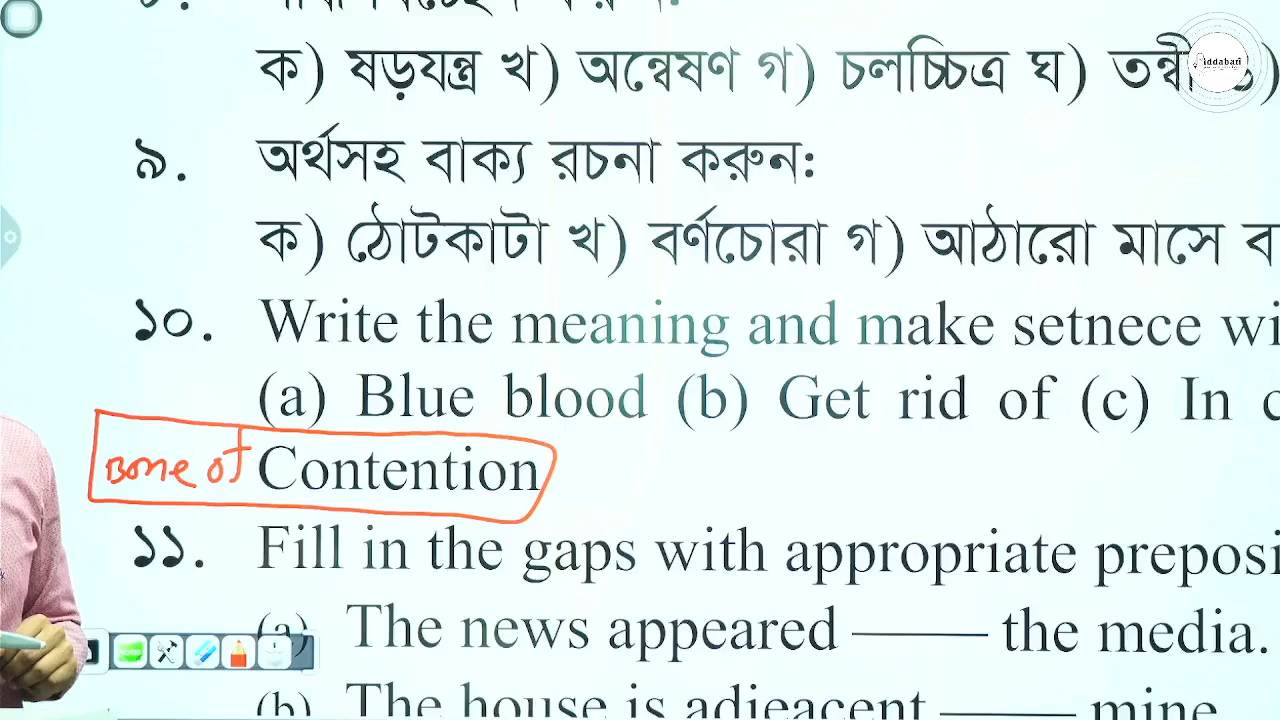 iddabari
ক) ষড়যন্ত্র খ) অন্বেষণ গ) চলচ্চিত্র ঘ) তন্বী
৯. অর্থসহ বাক্য রচনা করুন:
ক) ঠোটকাটা খ) বর্ণচোরা গ) আঠারো মাসে ব
১০. Write the meaning and make setnece wi
(a) Blue blood (b) Get rid of (c) In c
Bone of Contention
১১. Fill in the gaps with appropriate preposi
(a) The news appeared —— the media.
(b) The house is adjeacent —— mine